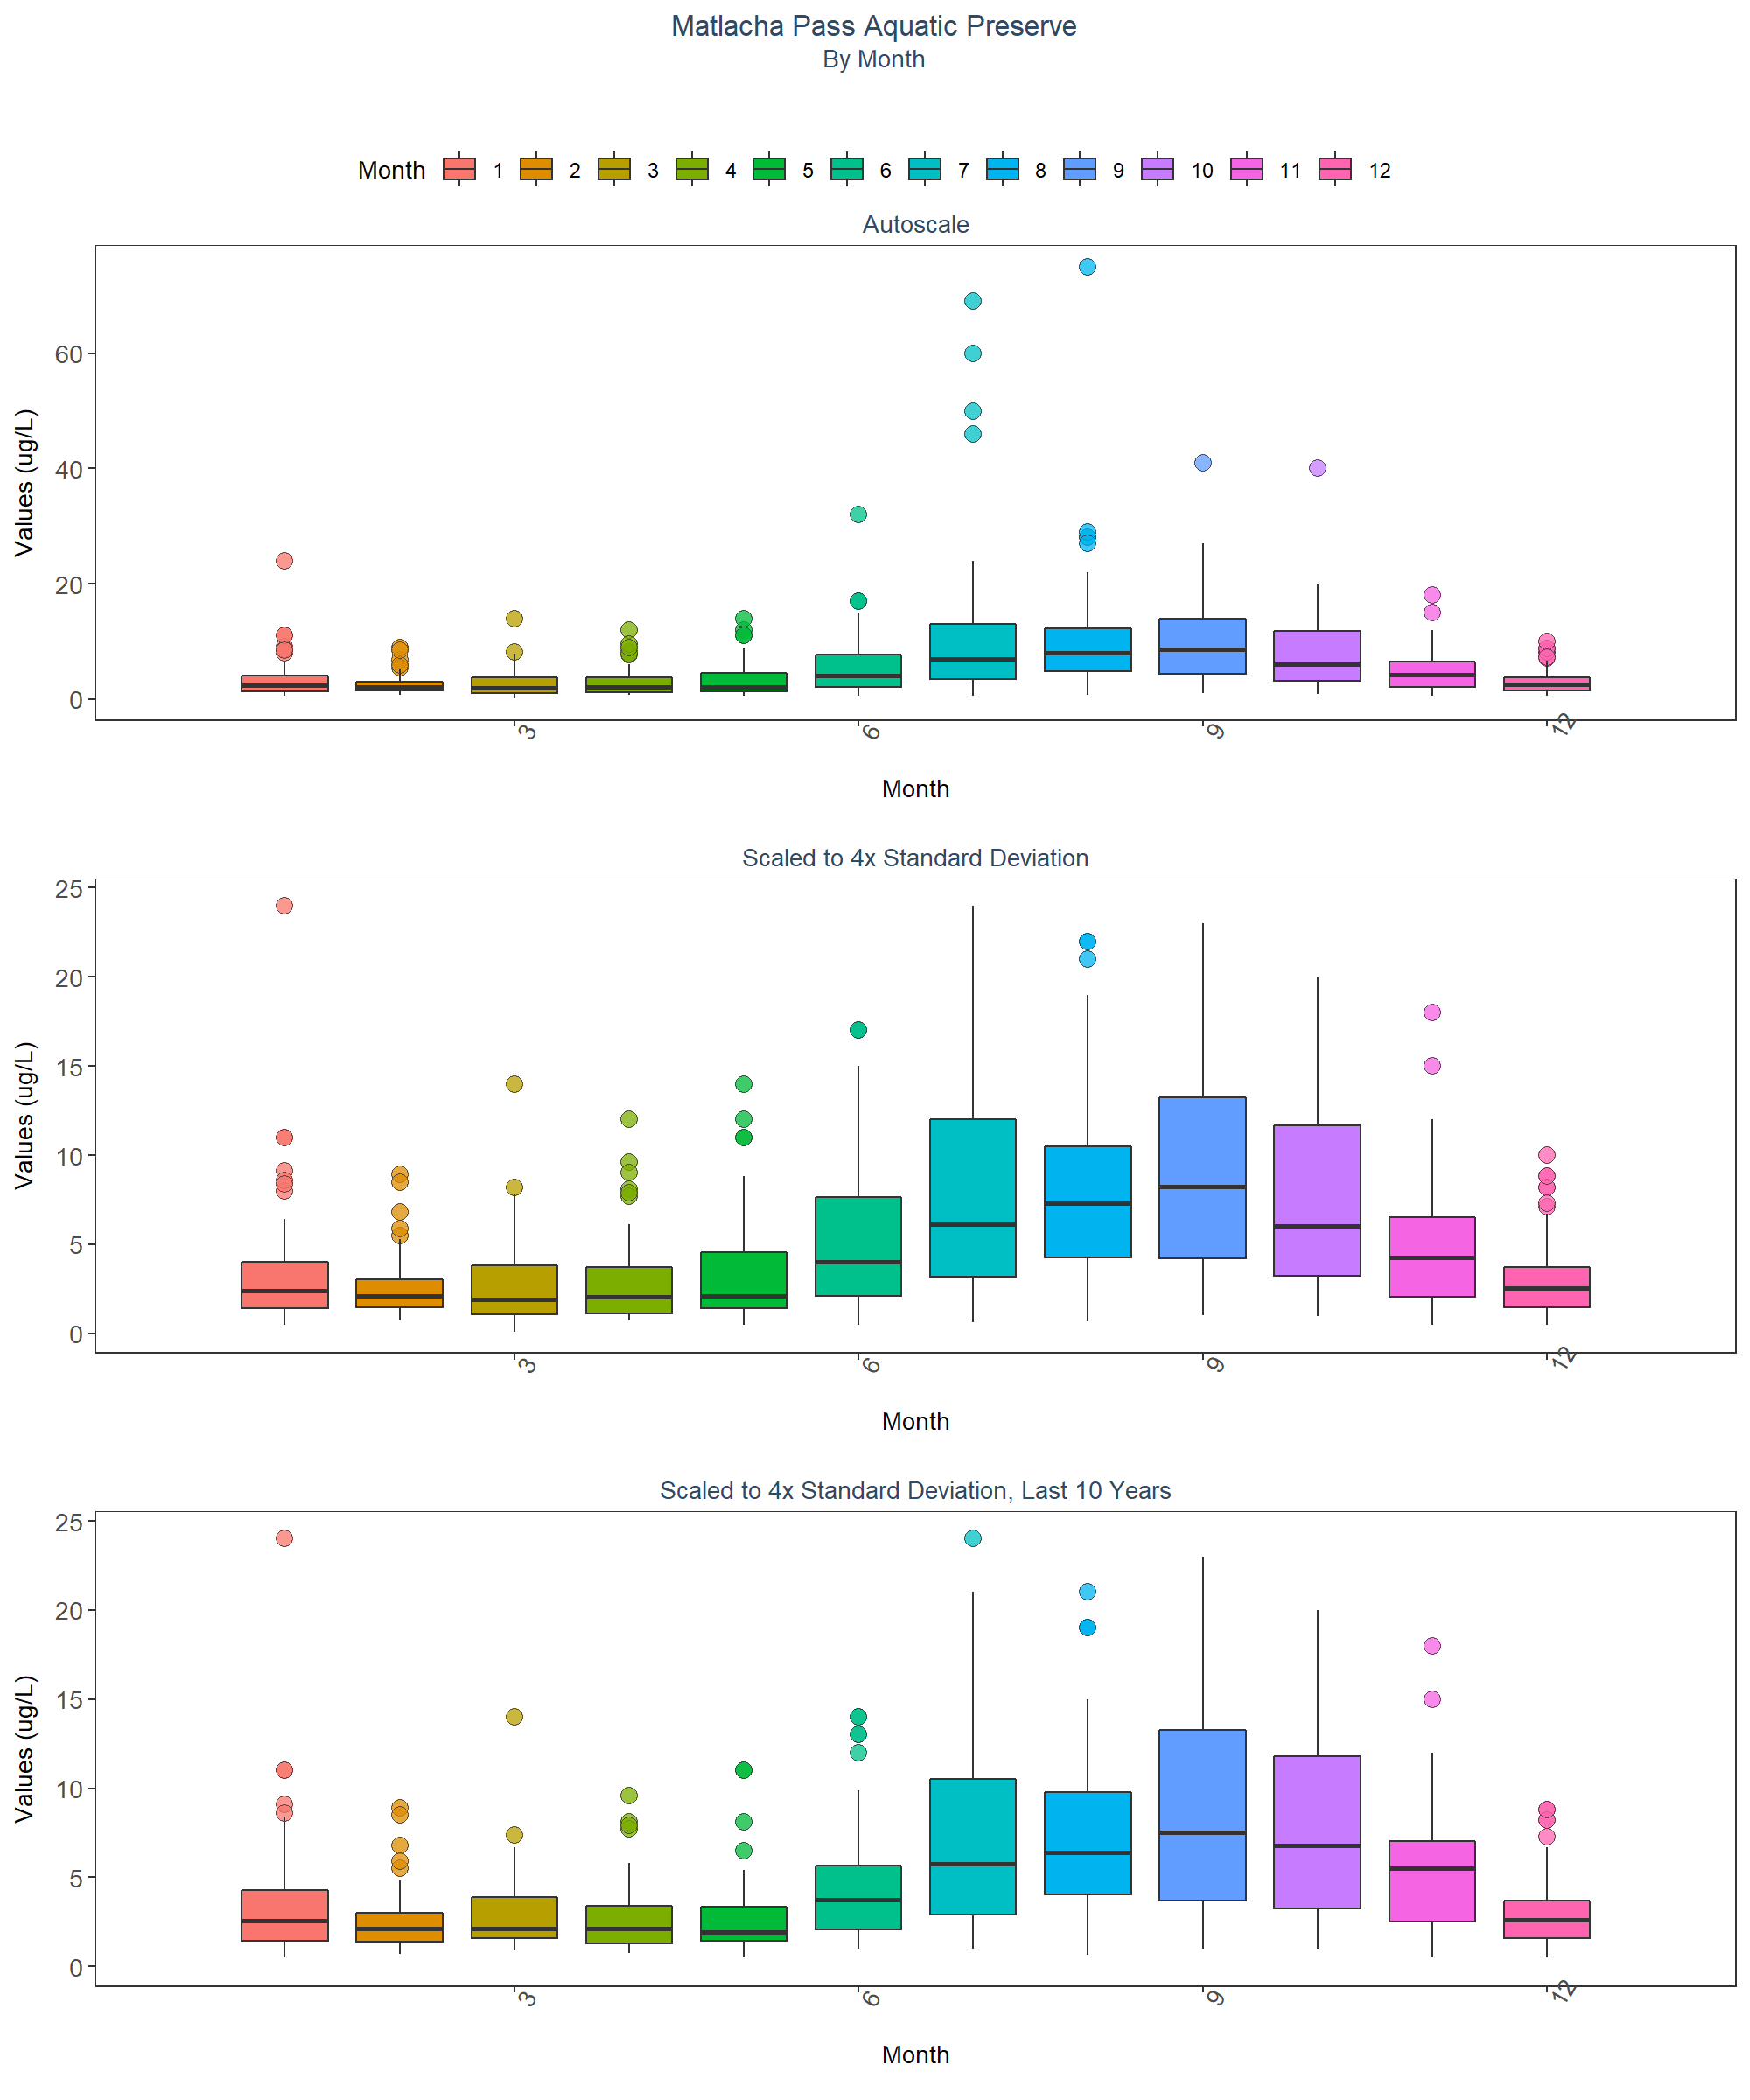 Matlacha Pass Aquatic Preserve
By Month
Month 1 2 3 4 5 6 7 8 9 10 11 12
Autoscale
Values (ug/L)
60
40
20
0
3 6 9 12
Month
Scaled to 4x Standard Deviation
Values (ug/L)
25
20
15
10
5
0
3 6 9 12
Month
Scaled to 4x Standard Deviation, Last 10 Years
Values (ug/L)
25
20
15
10
5
0
3 6 9 12
Month